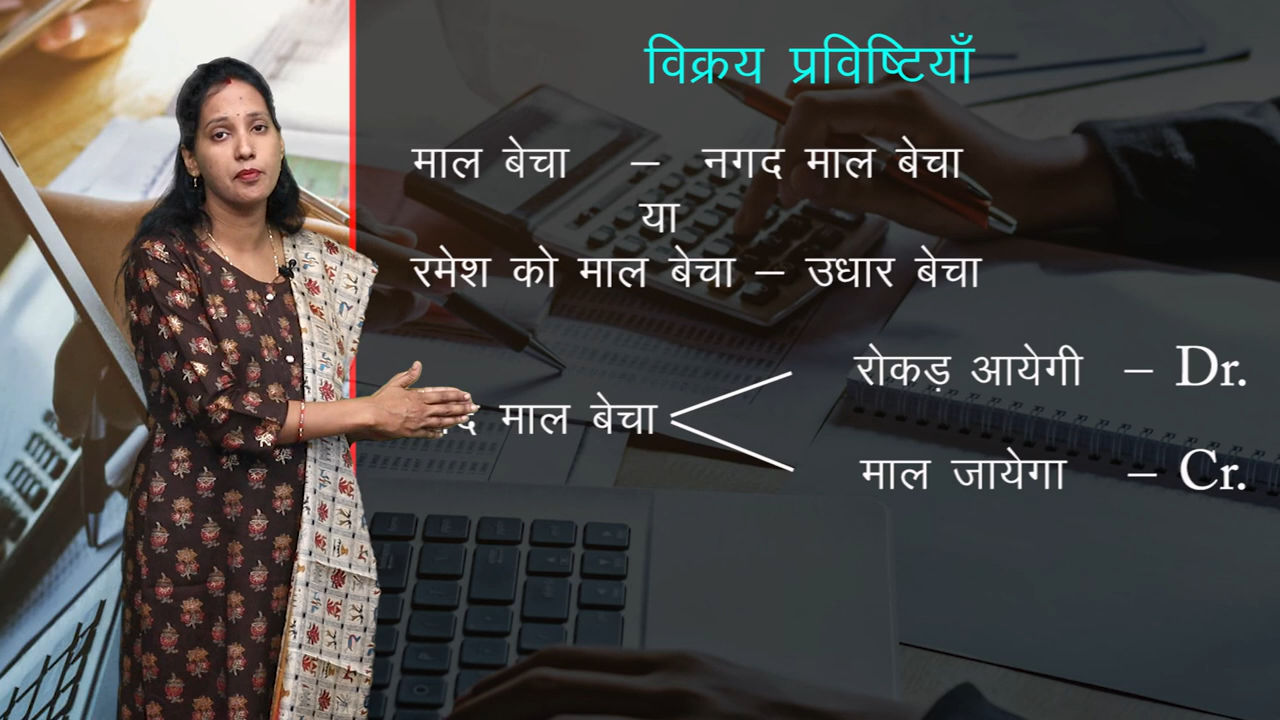 विक्रय प्रविष्टियाँ
माल बेचा – नगद माल बेचा
या
रमेश को माल बेचा – उधार बेचा
माल बेचा
रोकड़ आयेगी – Dr.
माल जायेगा – Cr.